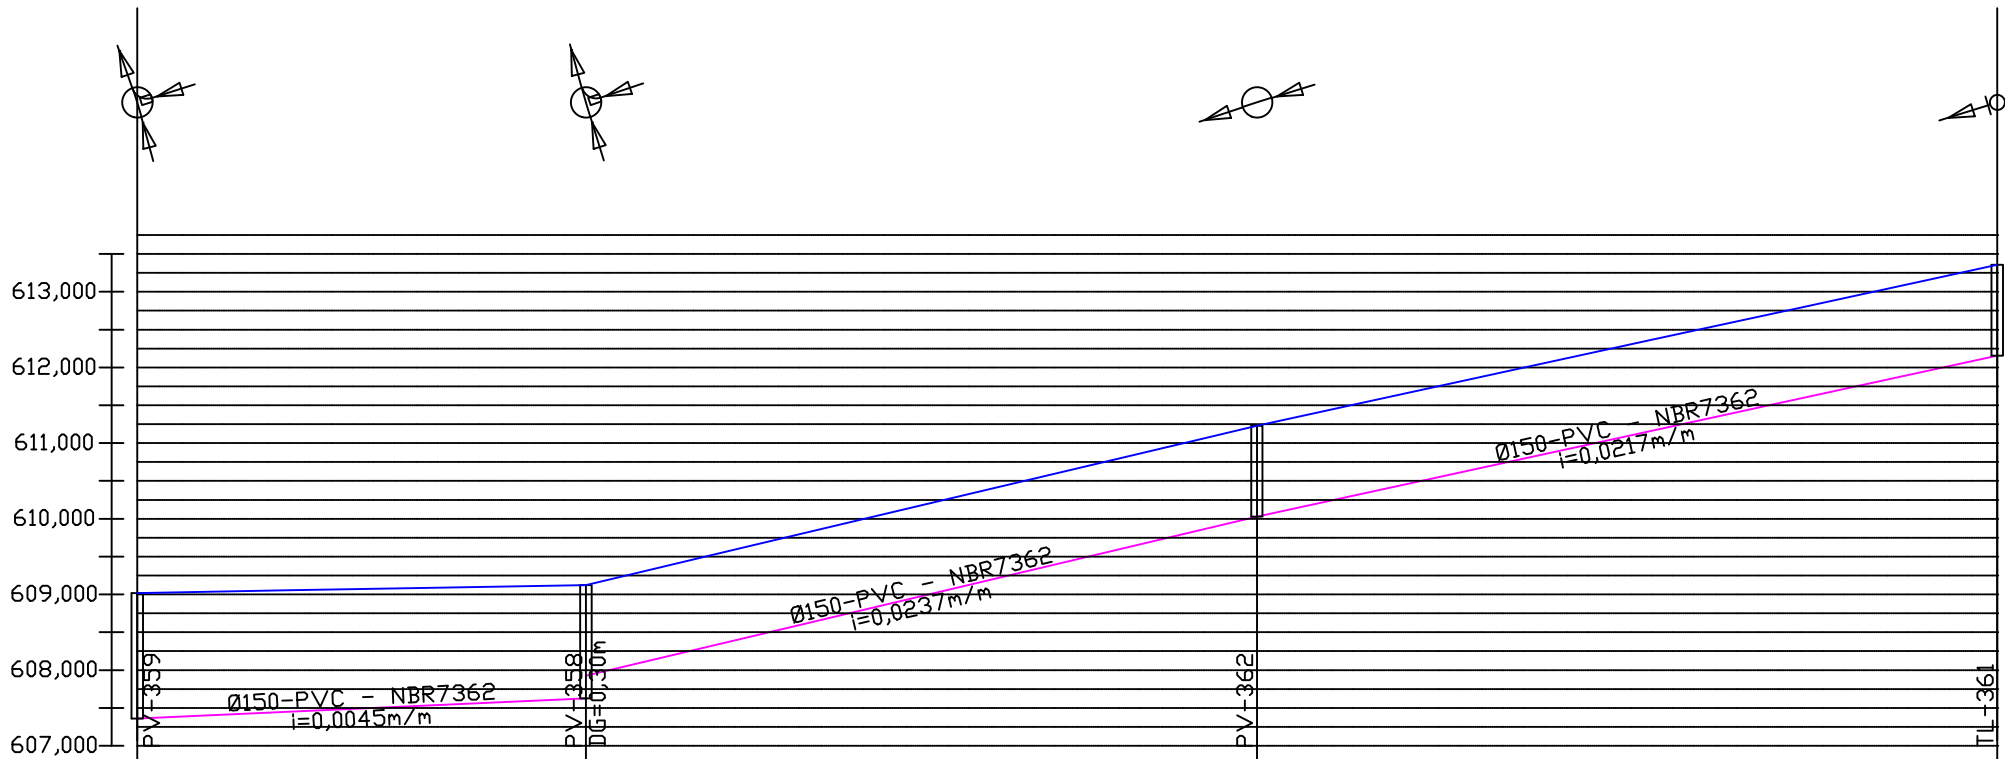 613,000
612,000
611,000
610,000
609,000
608,000
607,000
PV-359
Ø150-PVC - NBR7362
i=0,0045m/m
PV-358
DG=0,30m
Ø150-PVC - NBR7362
i=0,0237m/m
PV-362
Ø150-PVC - NBR7362
i=0,0217m/m
TL-361